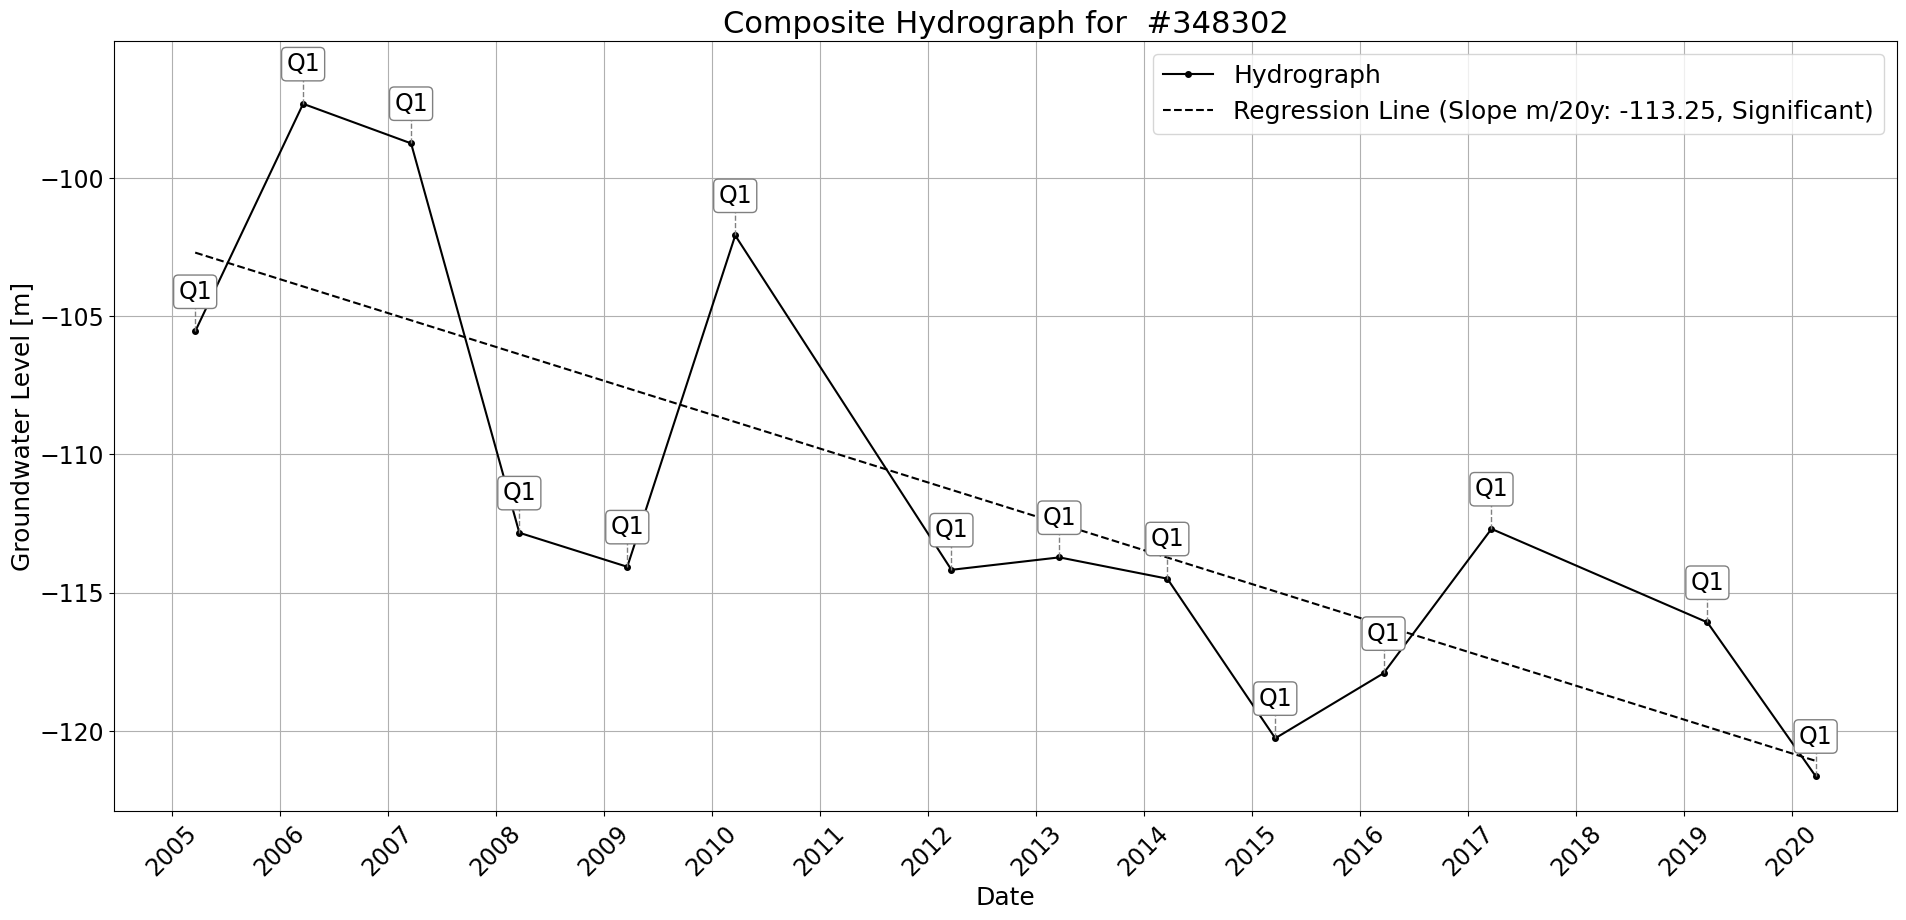 Composite Hydrograph for  #348302
Hydrograph
Regression Line (Slope m/20y: -113.25, Significant)
Groundwater Level [m]
−100
−105
−110
−115
−120
Q1
Q1
Q1
Q1
Q1
Q1
Q1
Q1
Q1
Q1
Q1
Q1
Q1
Q1
2005
2006
2007
2008
2009
2010
2011
2012
2013
2014
2015
2016
2017
2018
2019
2020
Date